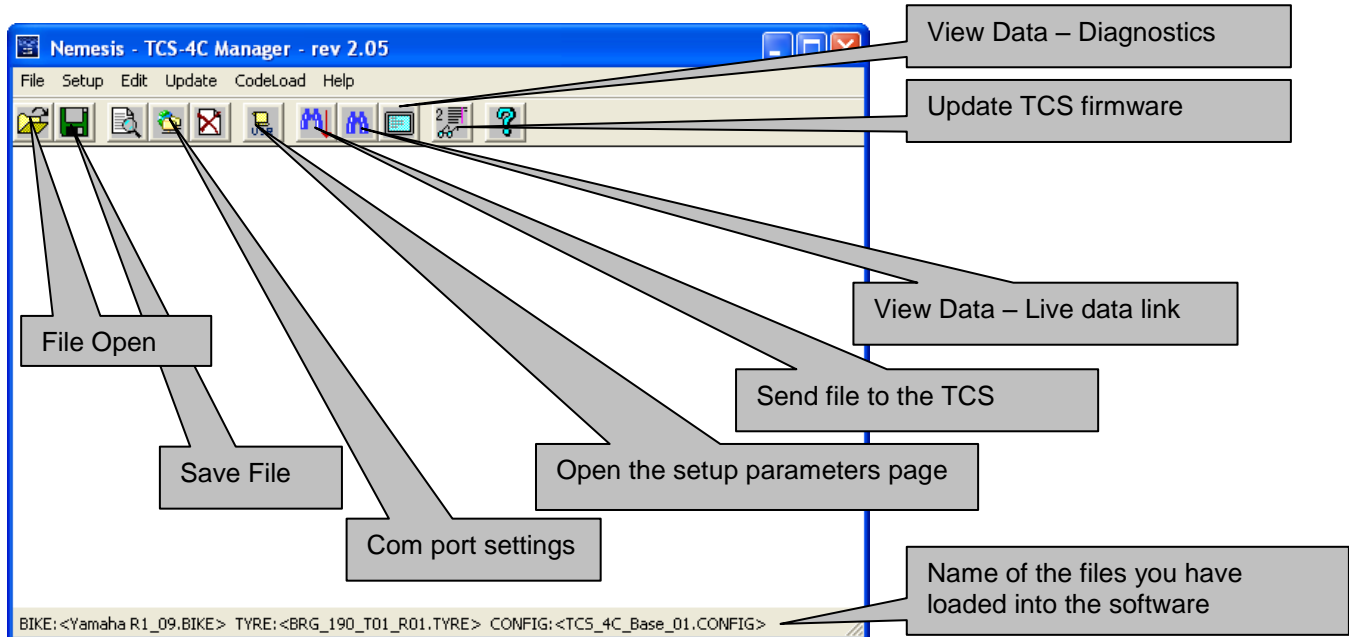 Nemesis - TCS-4C Manager - rev 2.05
File Setup Edit Update CodeLoad Help
View Data – Diagnostics
Update TCS firmware
View Data – Live data link
File Open
Send file to the TCS
Open the setup parameters page
Save File
Com port settings
Name of the files you have
loaded into the software
BIKE:<Yamaha R1_09.BIKE> TYRE:<BRG_190_T01_R01.TYRE> CONFIG:<TCS_4C_Base_01.CONFIG>